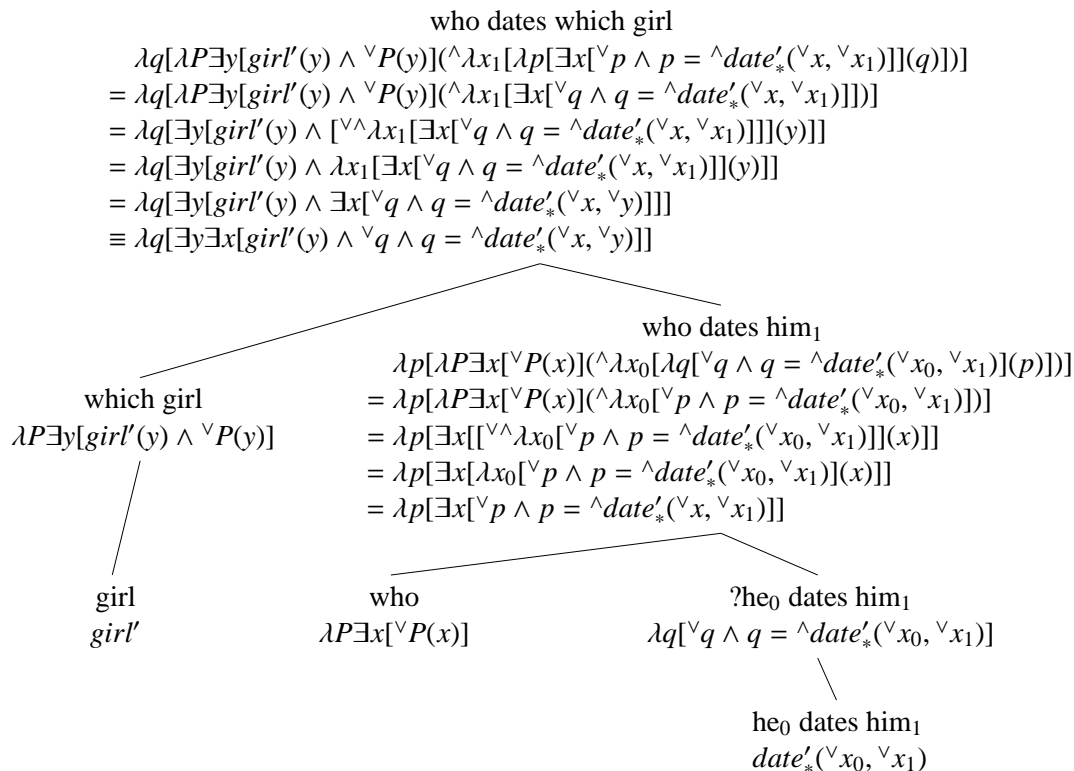 who dates which girl
λq[λP∃y[girl′(y) ∧ ˅P(y)](^λx₁[λp[∃x[˅p ∧ p = ^date′⁎(˅x, ˅x₁)]](q)])]
= λq[λP∃y[girl′(y) ∧ ˅P(y)](^λx₁[∃x[˅q ∧ q = ^date′⁎(˅x, ˅x₁)]])]
= λq[∃y[girl′(y) ∧ [˅^λx₁[∃x[˅q ∧ q = ^date′⁎(˅x, ˅x₁)]]](y)]]
= λq[∃y[girl′(y) ∧ λx₁[∃x[˅q ∧ q = ^date′⁎(˅x, ˅x₁)]](y)]]
= λq[∃y[girl′(y) ∧ ∃x[˅q ∧ q = ^date′⁎(˅x, ˅y)]]]
≡ λq[∃y∃x[girl′(y) ∧ ˅q ∧ q = ^date′⁎(˅x, ˅y)]]
which girl
λP∃y[girl′(y) ∧ ˅P(y)]
who dates him₁
λp[λP∃x[˅P(x)](^λx₀[λq[˅q ∧ q = ^date′⁎(˅x₀, ˅x₁)](p)])]
= λp[λP∃x[˅P(x)](^λx₀[˅p ∧ p = ^date′⁎(˅x₀, ˅x₁)])]
= λp[∃x[[˅^λx₀[˅p ∧ p = ^date′⁎(˅x₀, ˅x₁)]](x)]]
= λp[∃x[λx₀[˅p ∧ p = ^date′⁎(˅x₀, ˅x₁)](x)]]
= λp[∃x[˅p ∧ p = ^date′⁎(˅x, ˅x₁)]]
girl
girl′
who
λP∃x[˅P(x)]
?he₀ dates him₁
λq[˅q ∧ q = ^date′⁎(˅x₀, ˅x₁)]
he₀ dates him₁
date′⁎(˅x₀, ˅x₁)